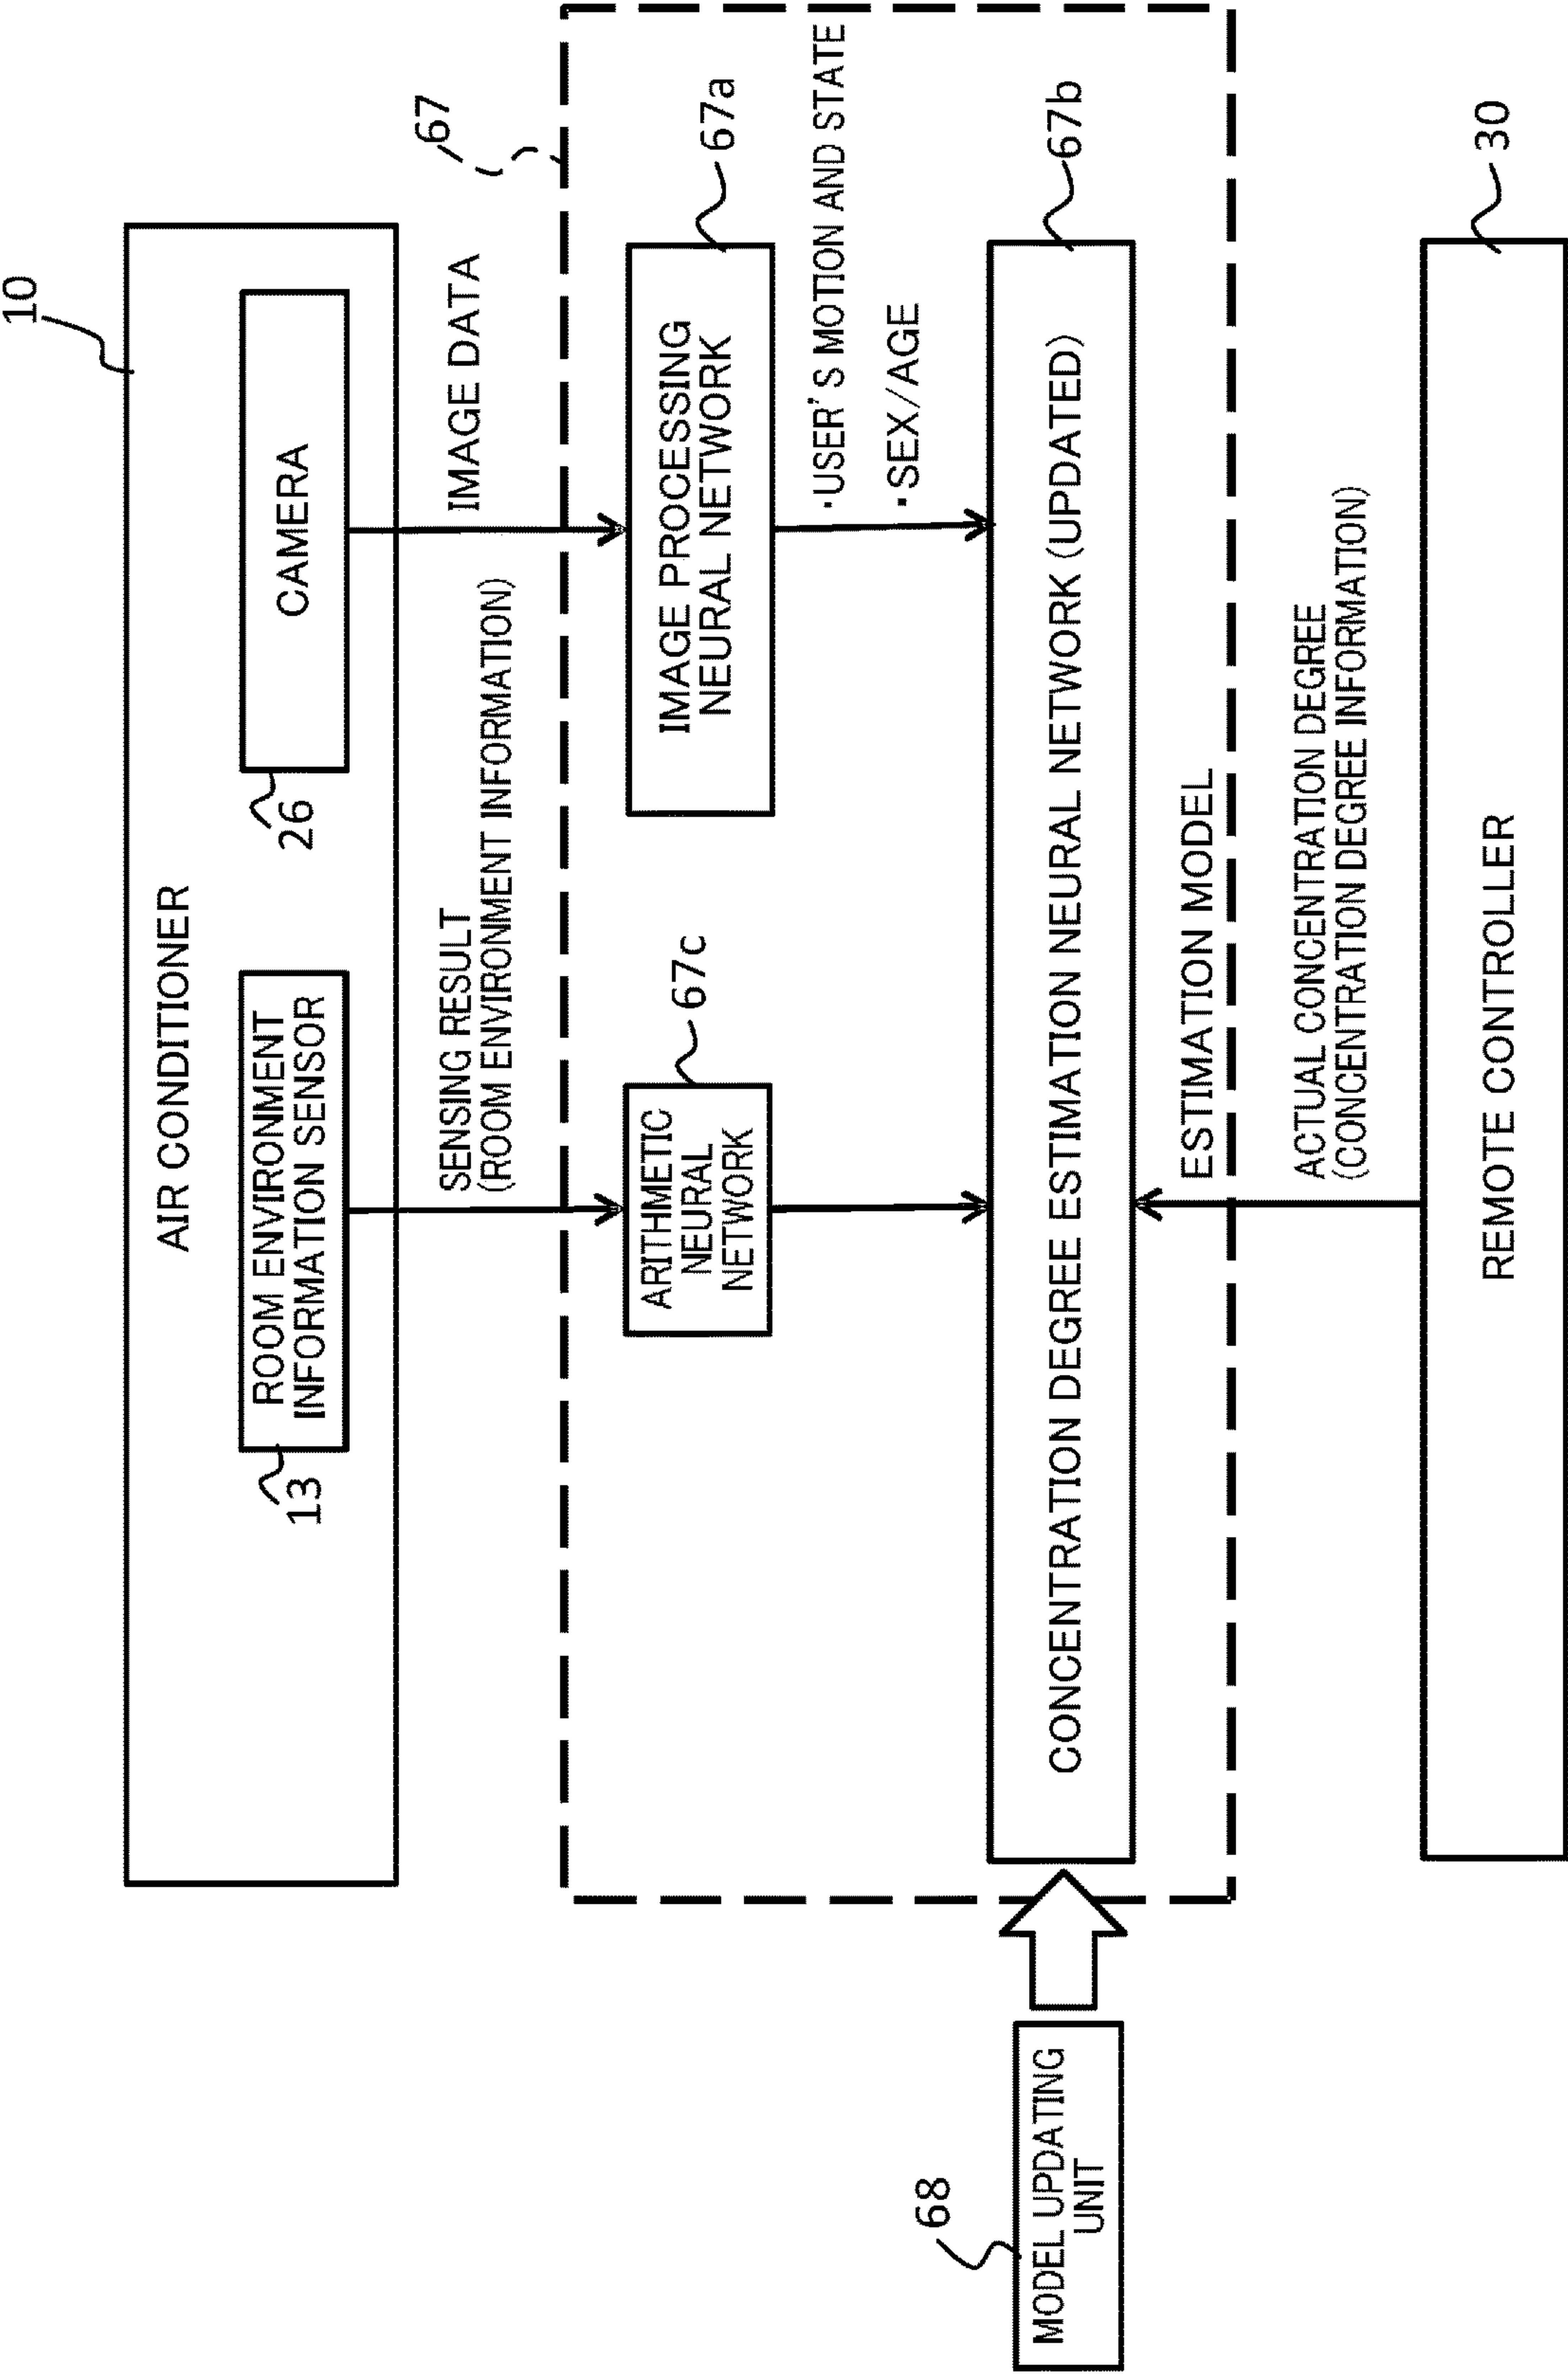 10
AIR CONDITIONER
13
ROOM ENVIRONMENT
INFORMATION SENSOR
26
CAMERA
SENSING RESULT
(ROOM ENVIRONMENT INFORMATION)
IMAGE DATA
67
67c
ARITHMETIC
NEURAL
NETWORK
67a
IMAGE PROCESSING
NEURAL NETWORK
・USER'S MOTION AND STATE
・SEX/AGE
67b
CONCENTRATION DEGREE ESTIMATION NEURAL NETWORK (UPDATED)
68
MODEL UPDATING
UNIT
ESTIMATION MODEL
ACTUAL CONCENTRATION DEGREE
(CONCENTRATION DEGREE INFORMATION)
30
REMOTE CONTROLLER